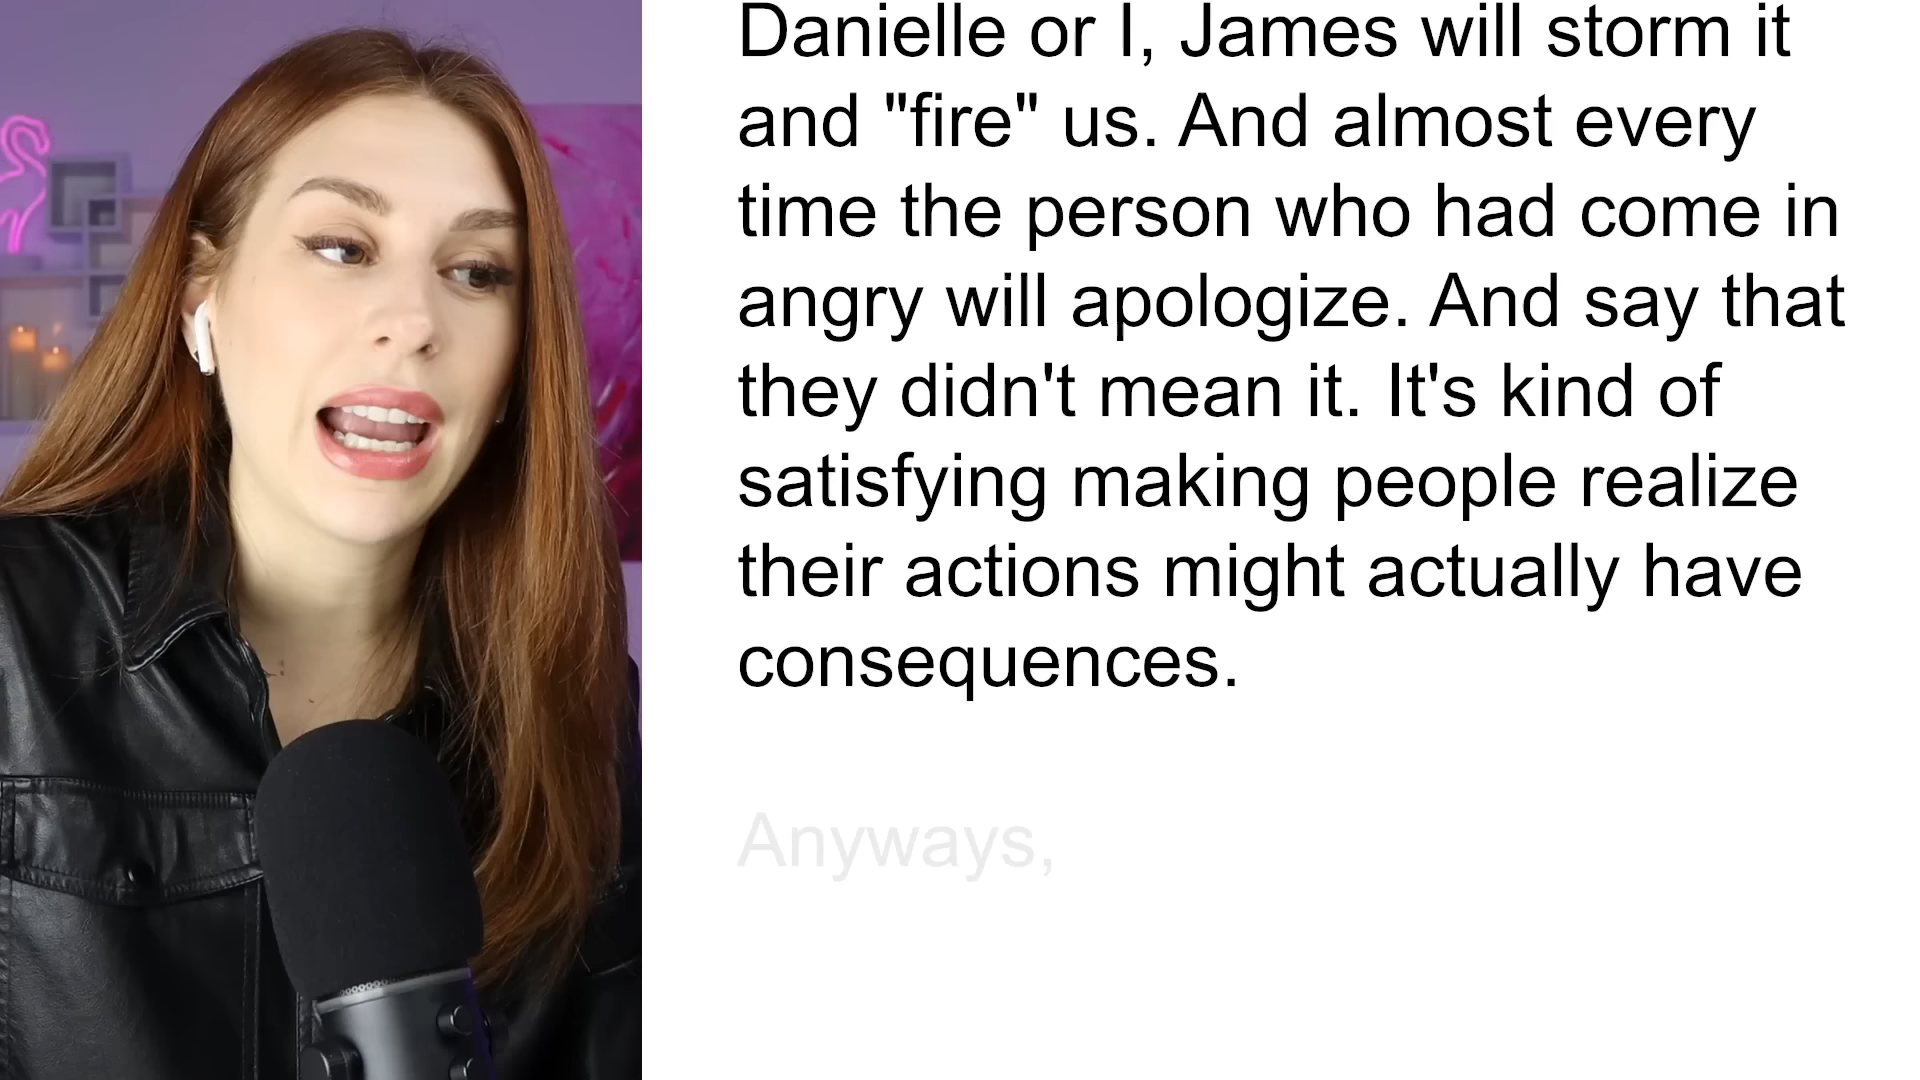 Danielle or I, James will storm it
and "fire" us. And almost every
time the person who had come in
angry will apologize. And say that
they didn't mean it. It's kind of
satisfying making people realize
their actions might actually have
consequences.
Anyways,